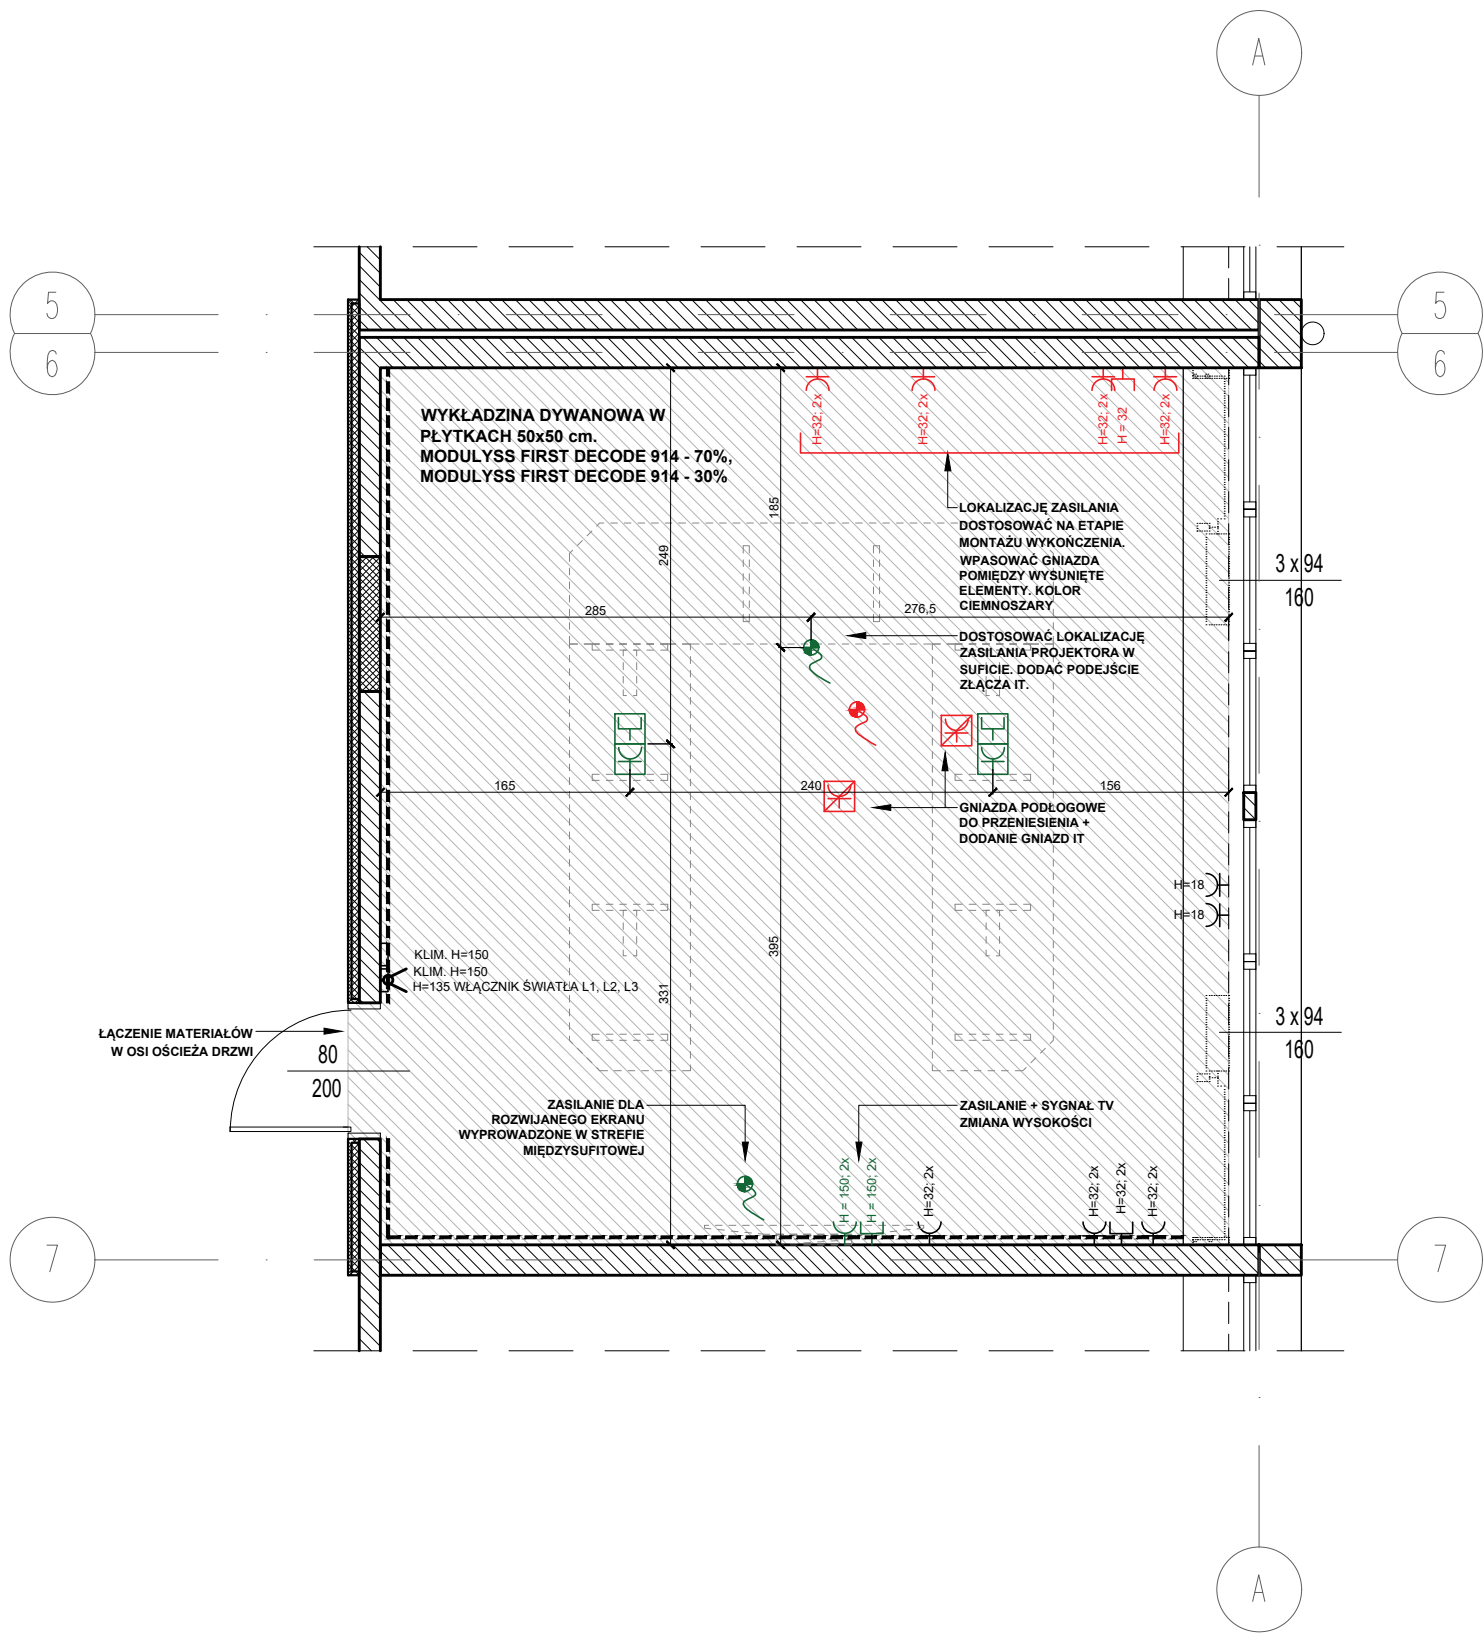 A
5
6
5
6
H=32; 2x
H=32; 2x
H=32; 2x
H = 32
H=32; 2x
WYKŁADZINA DYWANOWA W
PŁYTKACH 50x50 cm.
MODULYSS FIRST DECODE 914 - 70%,
MODULYSS FIRST DECODE 914 - 30%
185
249
LOKALIZACJĘ ZASILANIA
DOSTOSOWAĆ NA ETAPIE
MONTAŻU WYKOŃCZENIA.
WPASOWAĆ GNIAZDA
POMIĘDZY WYSUNIĘTE
ELEMENTY. KOLOR
CIEMNOSZARY
3 x 94
160
285
276,5
DOSTOSOWAĆ LOKALIZACJĘ
ZASILANIA PROJEKTORA W
SUFICIE. DODAĆ PODEJŚCIE
ZŁĄCZA IT.
165
240
156
GNIAZDA PODŁOGOWE
DO PRZENIESIENIA +
DODANIE GNIAZD IT
H=18
H=18
395
331
KLIM. H=150
KLIM. H=150
H=135 WŁĄCZNIK ŚWIATŁA L1, L2, L3
ŁĄCZENIE MATERIAŁÓW
W OSI OŚCIEŻA DRZWI
80
200
3 x 94
160
ZASILANIE DLA
ROZWIJANEGO EKRANU
WYPROWADZONE W STREFIE
MIĘDZYSUFITOWEJ
ZASILANIE + SYGNAŁ TV
ZMIANA WYSOKOŚCI
H = 150; 2x
H = 150; 2x
H=32; 2x
H=32; 2x
H=32; 2x
H=32; 2x
7
7
A